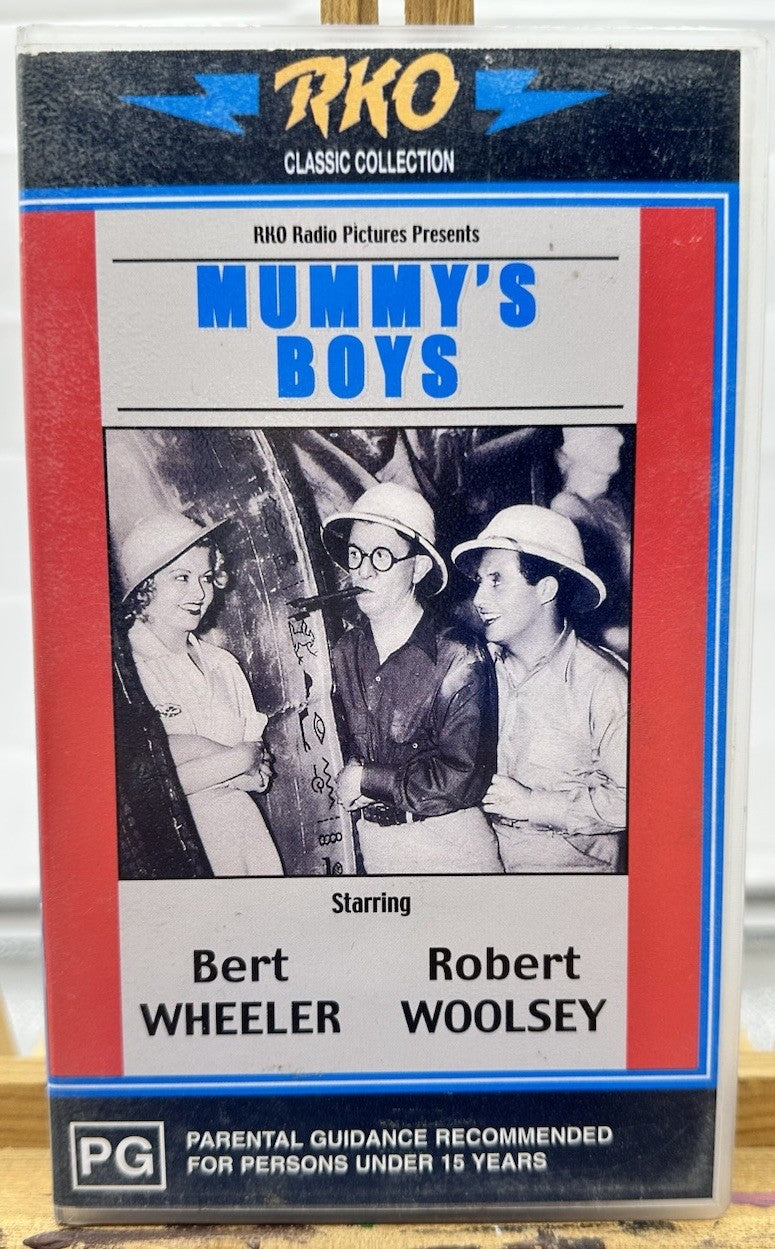 RKO
CLASSIC COLLECTION
RKO Radio Pictures Presents
MUMMY'S
BOYS
Starring
Bert
WHEELER
Robert
WOOLSEY
PG
PARENTAL GUIDANCE RECOMMENDED
FOR PERSONS UNDER 15 YEARS